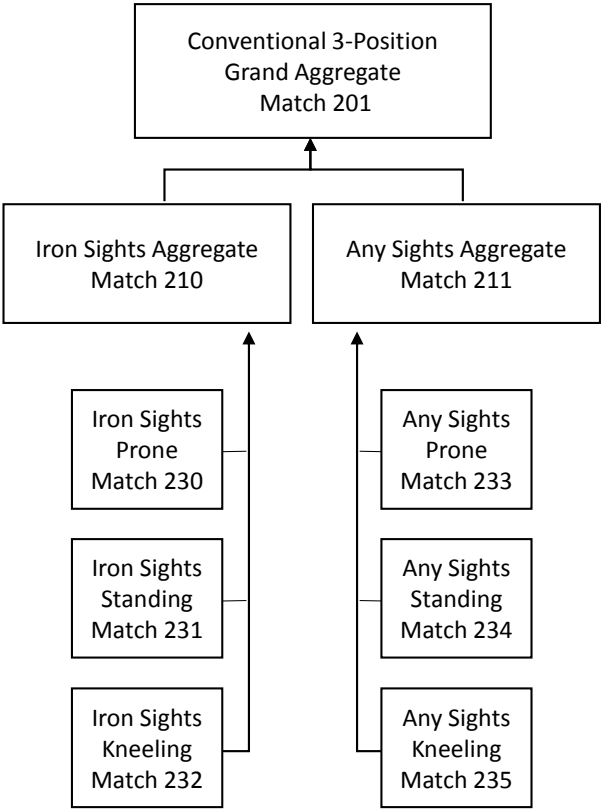 Conventional 3-Position
Grand Aggregate
Match 201
Iron Sights Aggregate
Match 210
Any Sights Aggregate
Match 211
Iron Sights
Prone
Match 230
Any Sights
Prone
Match 233
Iron Sights
Standing
Match 231
Any Sights
Standing
Match 234
Iron Sights
Kneeling
Match 232
Any Sights
Kneeling
Match 235